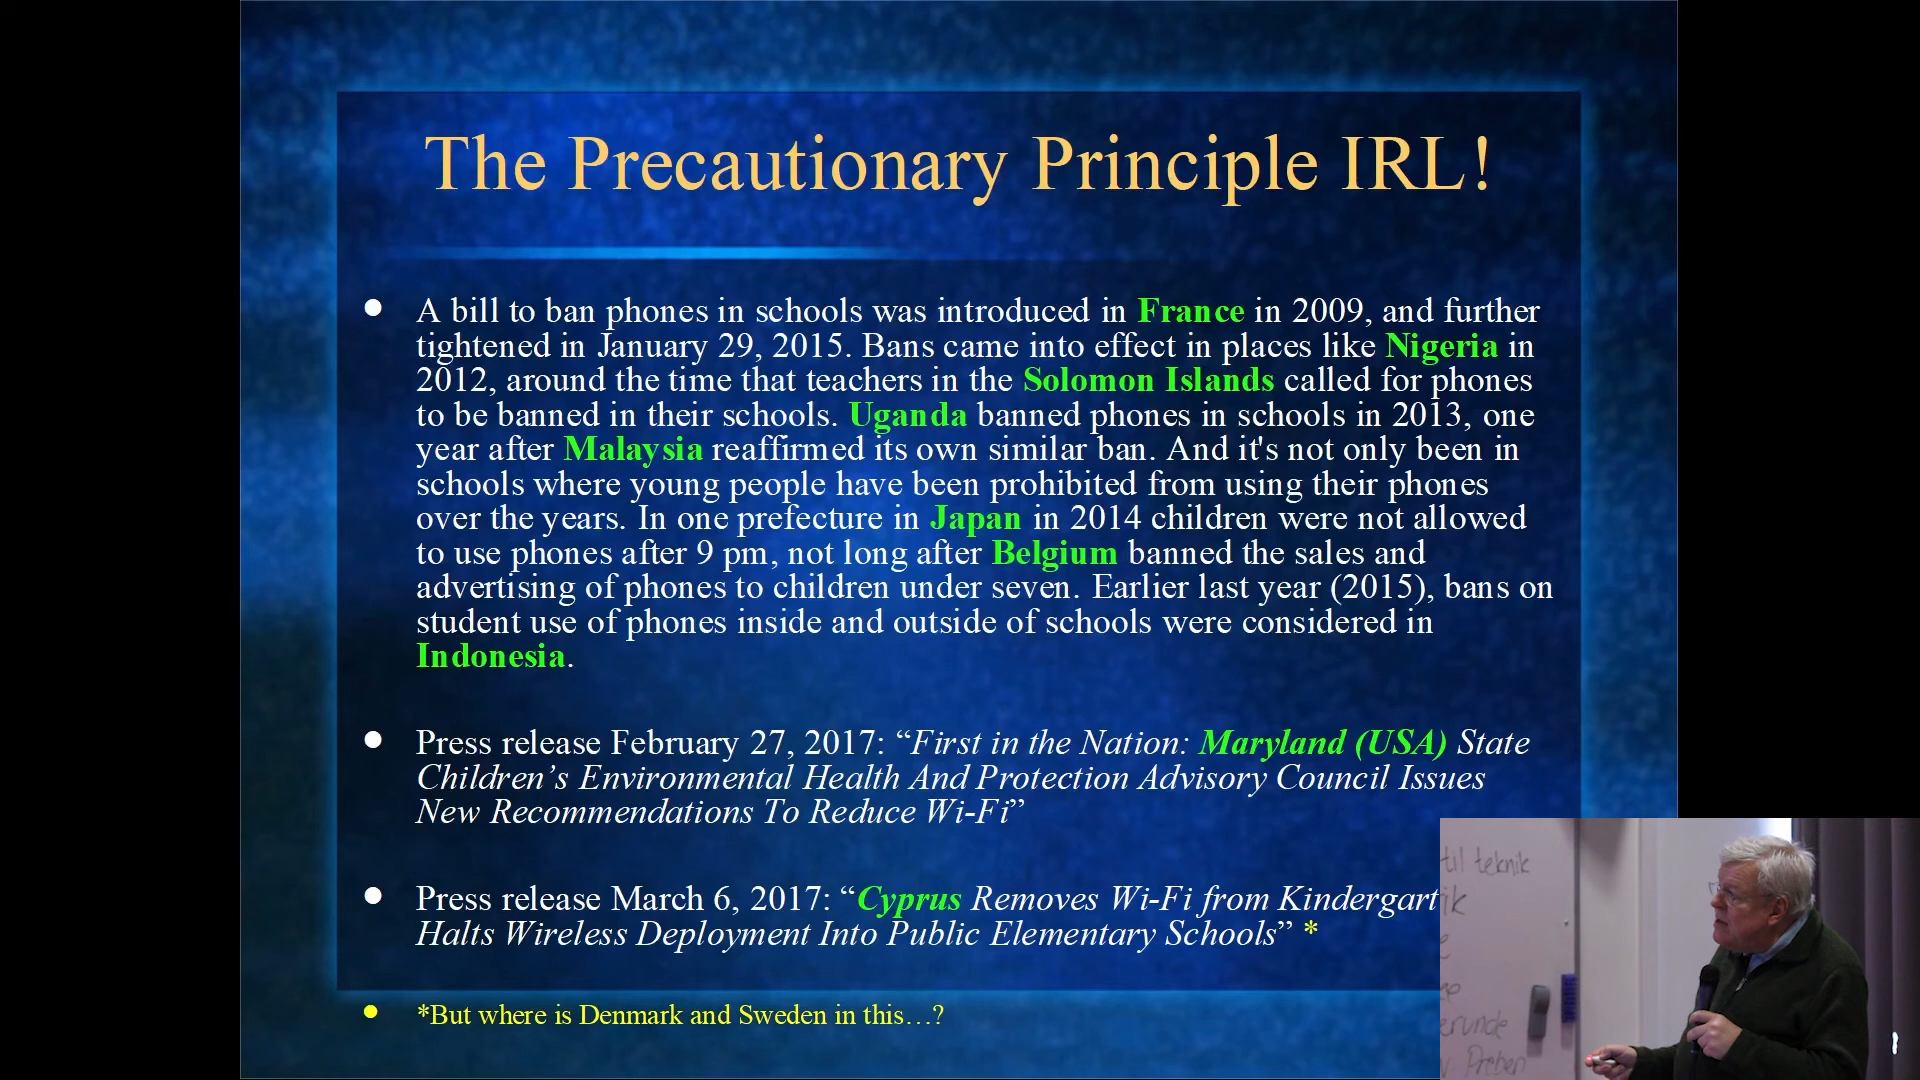 The Precautionary Principle IRL!
A bill to ban phones in schools was introduced in France in 2009, and further
tightened in January 29, 2015. Bans came into effect in places like Nigeria in
2012, around the time that teachers in the Solomon Islands called for phones
to be banned in their schools. Uganda banned phones in schools in 2013, one
year after Malaysia reaffirmed its own similar ban. And it's not only been in
schools where young people have been prohibited from using their phones
over the years. In one prefecture in Japan in 2014 children were not allowed
to use phones after 9 pm, not long after Belgium banned the sales and
advertising of phones to children under seven. Earlier last year (2015), bans on
student use of phones inside and outside of schools were considered in
Indonesia.
Press release February 27, 2017: “First in the Nation: Maryland (USA) State
Children’s Environmental Health And Protection Advisory Council Issues
New Recommendations To Reduce Wi-Fi”
Press release March 6, 2017: “Cyprus Removes Wi-Fi from Kindergart
Halts Wireless Deployment Into Public Elementary Schools” *
*But where is Denmark and Sweden in this…?
til teknik
ik
erunde
Preben